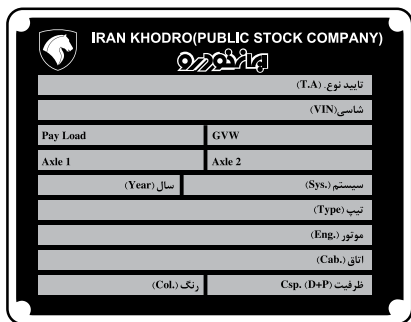 IRAN KHODRO(PUBLIC STOCK COMPANY)
ایران‌خودرو
تایید نوع. (T.A)
شاسی(VIN)
Pay Load GVW
Axle 1 Axle 2
سیستم (Sys.) سال (Year)
تیپ (Type)
موتور (Eng.)
اتاق (Cab.)
ظرفیت Csp. (D+P) رنگ (Col.)